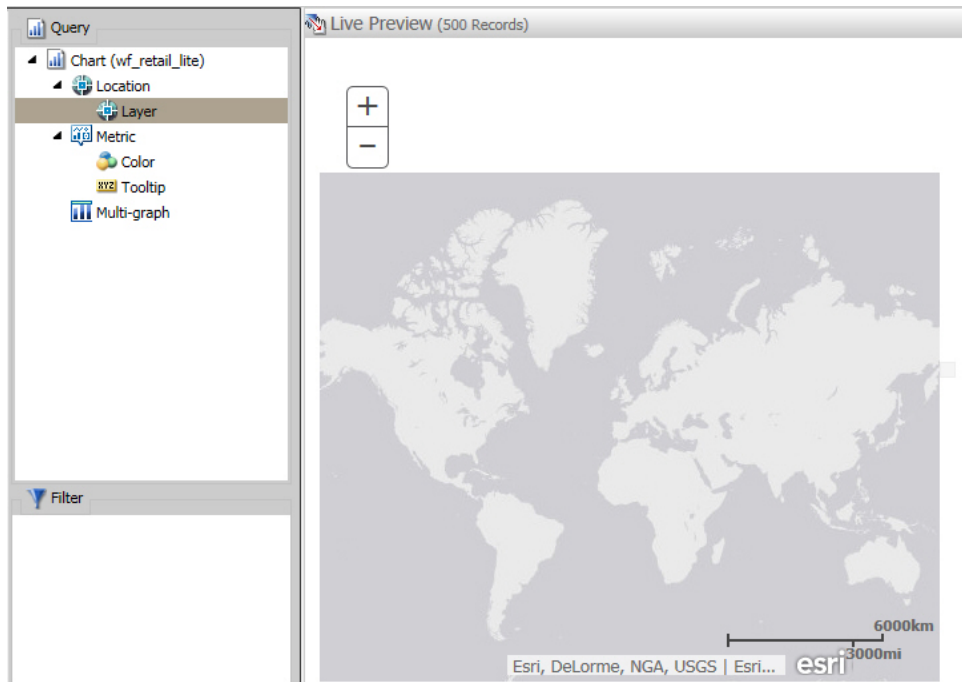 Query
Chart (wf_retail_lite)
Location
Layer
Metric
Color
XYZ Tooltip
Multi-graph
Filter
Live Preview (500 Records)
+
−
6000km
3000mi
Esri, DeLorme, NGA, USGS | Esri...
esri